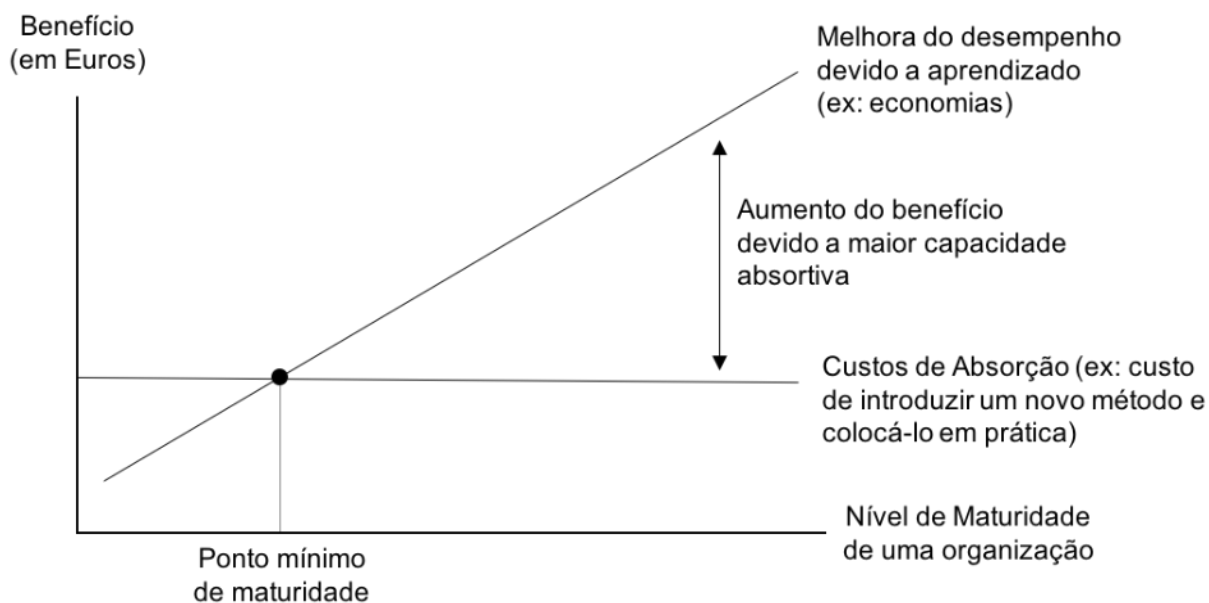 Benefício
(em Euros)
Melhora do desempenho
devido a aprendizado
(ex: economias)
Aumento do benefício
devido a maior capacidade
absortiva
Custos de Absorção (ex: custo
de introduzir um novo método e
colocá-lo em prática)
Nível de Maturidade
de uma organização
Ponto mínimo
de maturidade